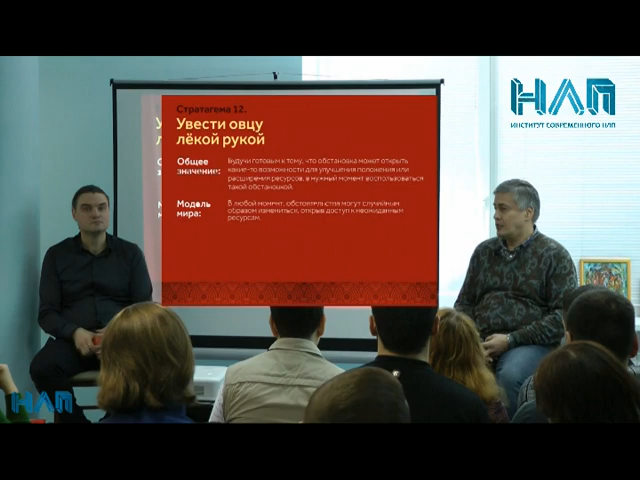 НЛП
ИНСТИТУТ СОВРЕМЕННОГО НЛП
Стратагема 12.
Увести овцу
лёкой рукой
Общее
значение:
Будучи готовым к тому, что обстановка может открыть
какие-то возможности для улучшения положения или
расширения ресурсов, в нужный момент воспользоваться
такой обстановкой.
Модель
мира:
В любой момент, обстоятельства могут случайным
образом измениться, открыв доступ к неожиданным
ресурсам.
НЛП